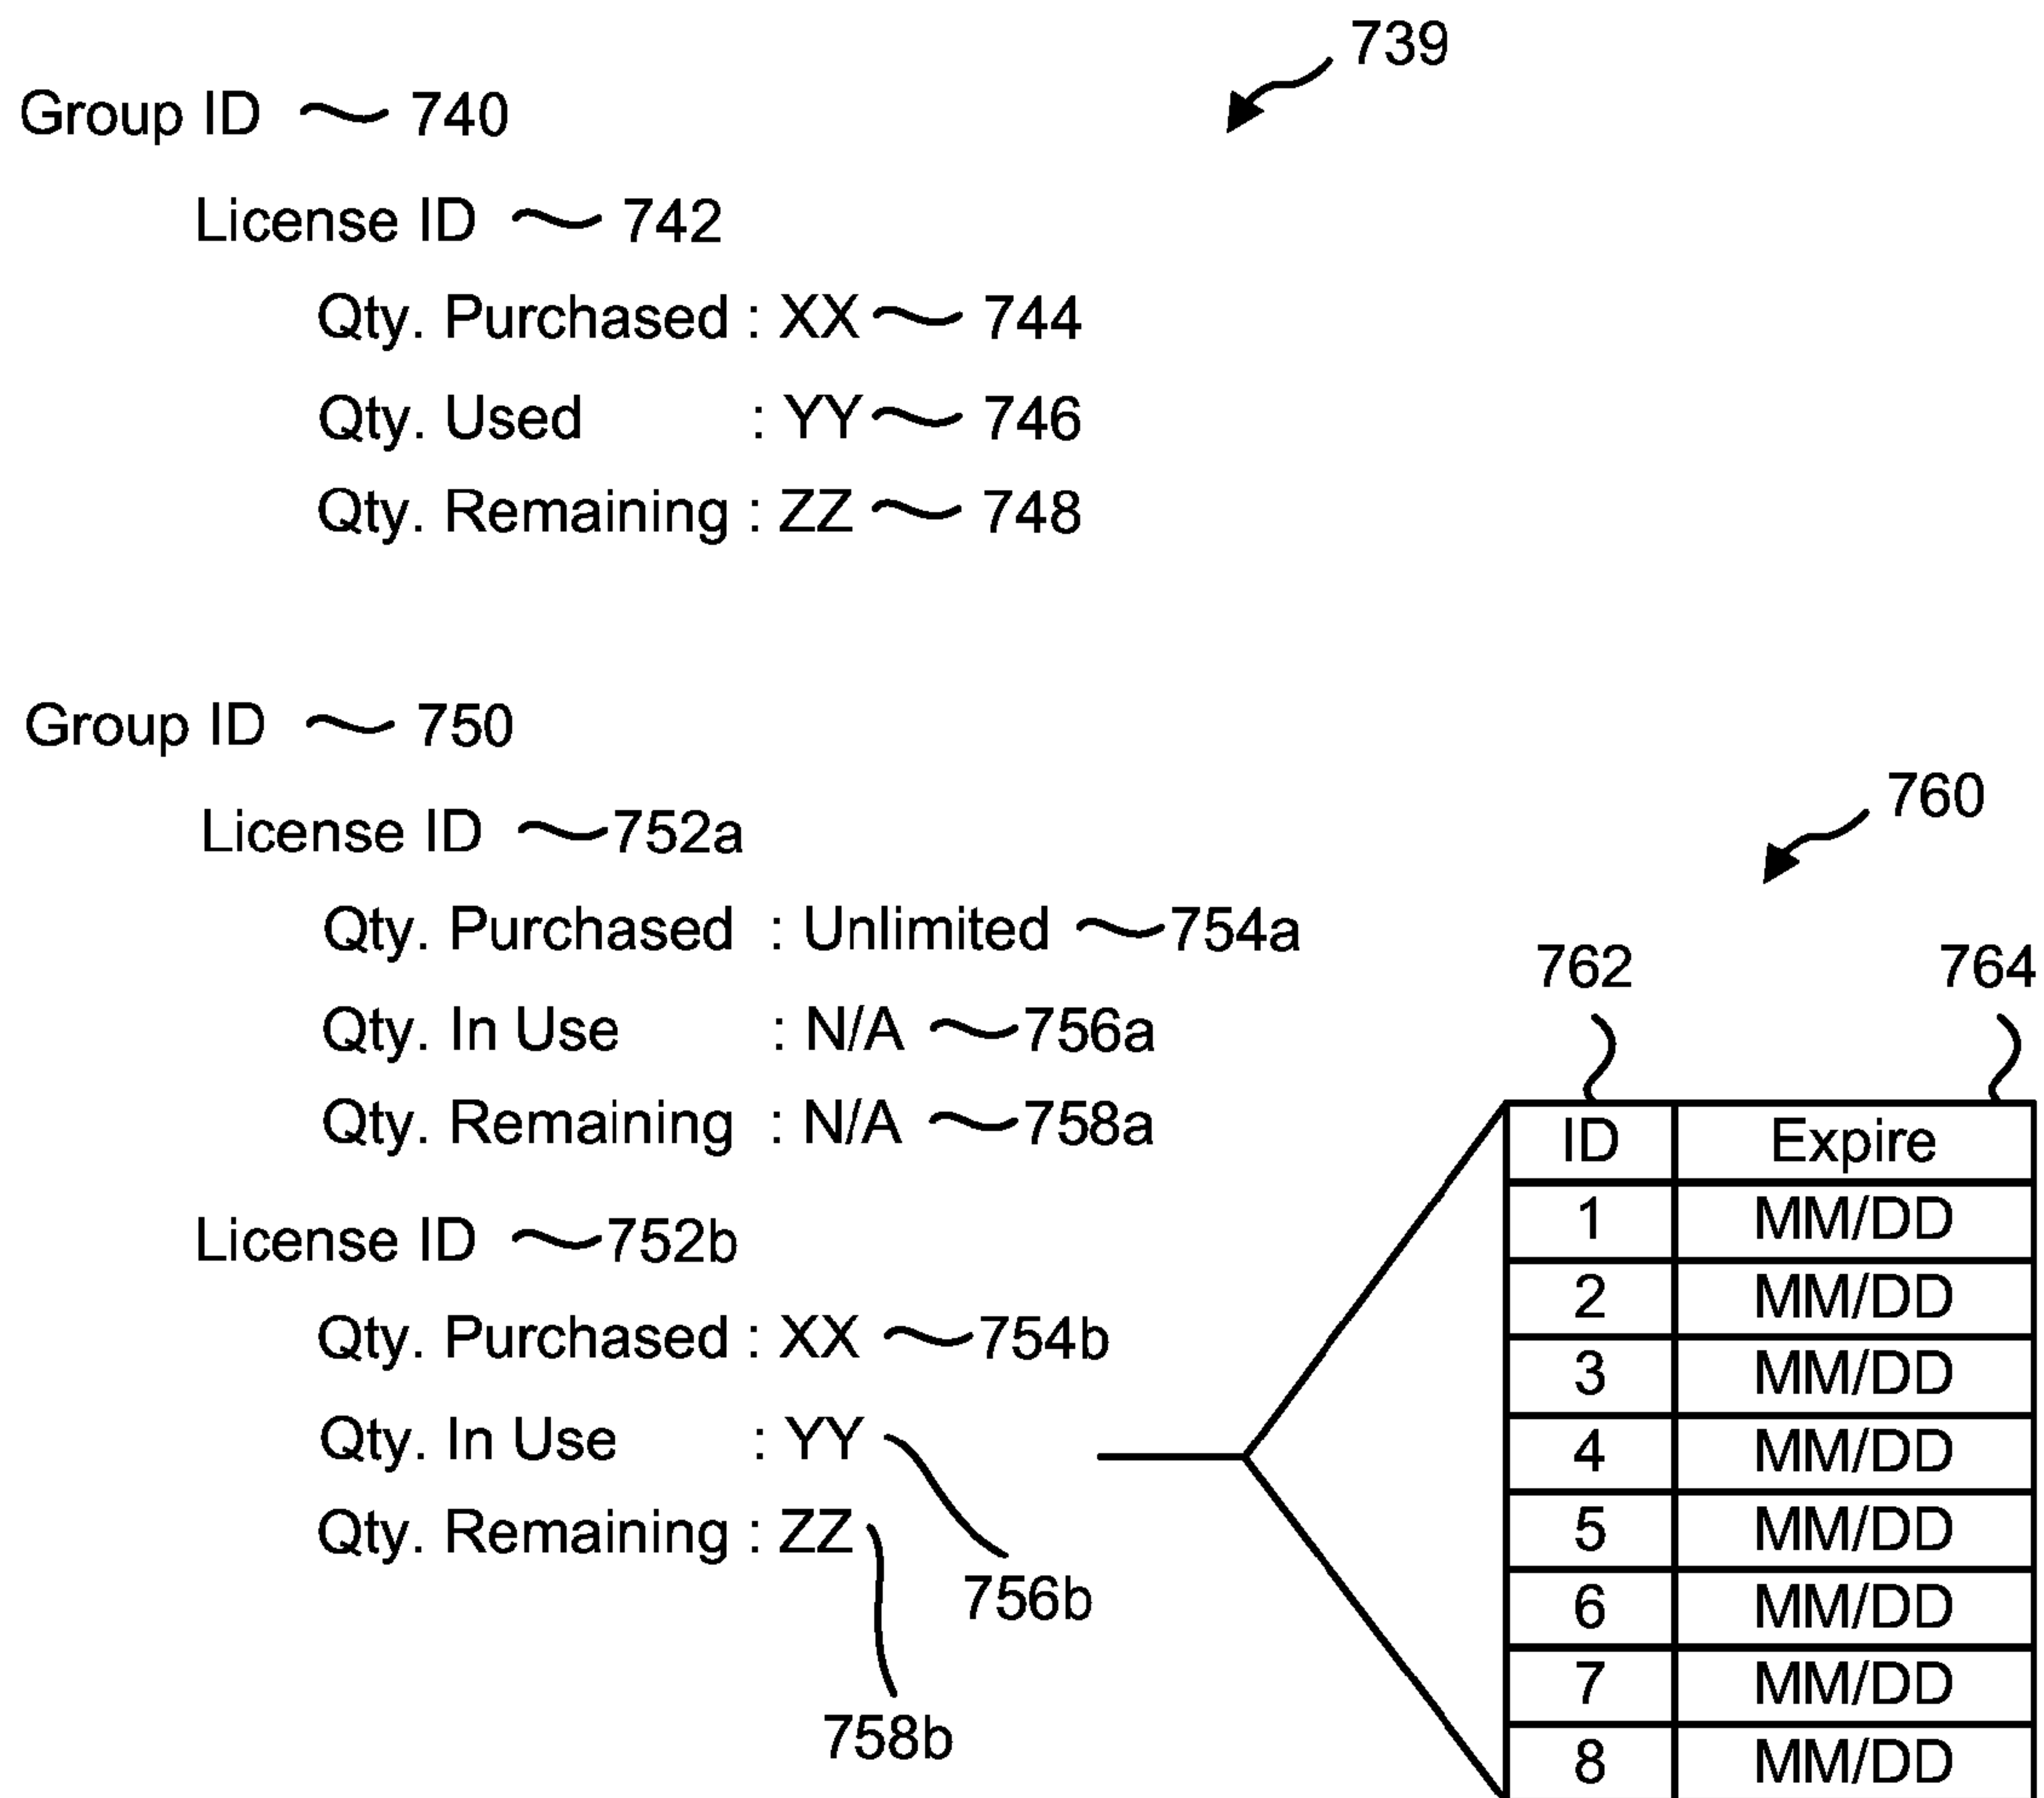 739
Group ID 740
License ID 742
Qty. Purchased : XX 744
Qty. Used : YY 746
Qty. Remaining : ZZ 748
Group ID 750
License ID 752a
Qty. Purchased : Unlimited 754a
Qty. In Use : N/A 756a
Qty. Remaining : N/A 758a
License ID 752b
Qty. Purchased : XX 754b
Qty. In Use : YY
756b
Qty. Remaining : ZZ
758b
760
762 764
ID Expire
1 MM/DD
2 MM/DD
3 MM/DD
4 MM/DD
5 MM/DD
6 MM/DD
7 MM/DD
8 MM/DD